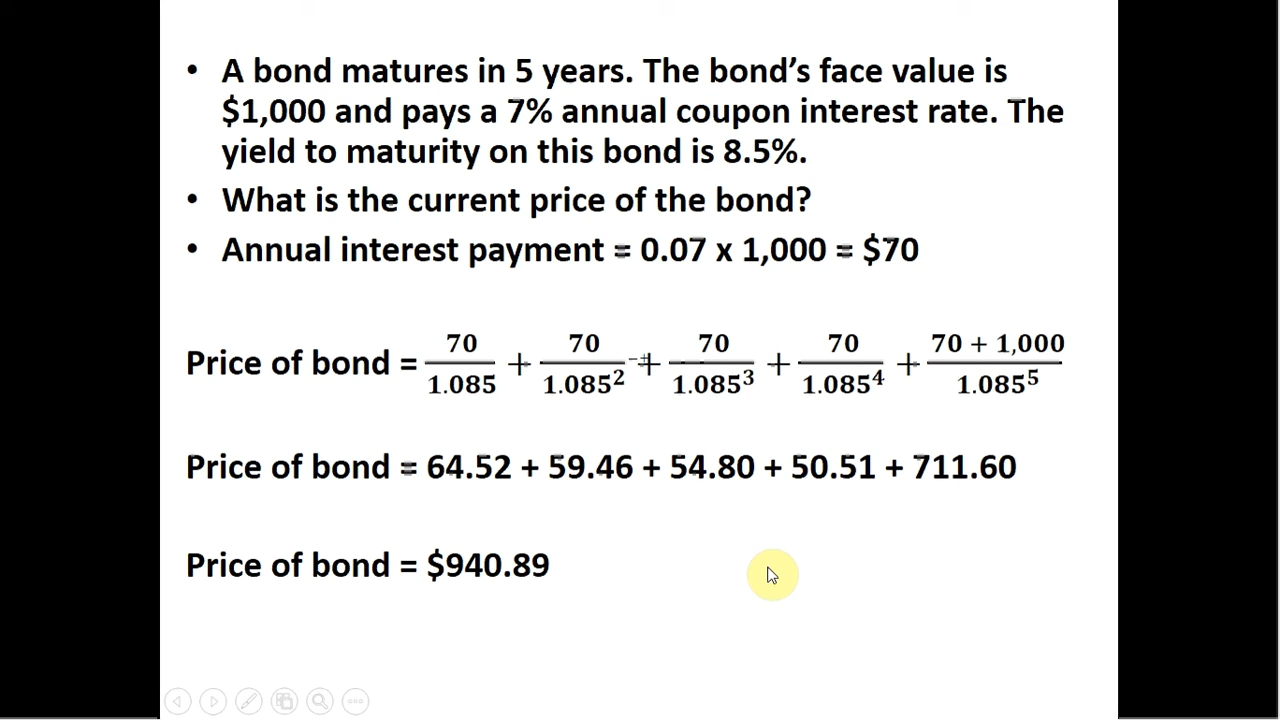 • A bond matures in 5 years. The bond’s face value is
$1,000 and pays a 7% annual coupon interest rate. The
yield to maturity on this bond is 8.5%.
• What is the current price of the bond?
• Annual interest payment = 0.07 x 1,000 = $70
Price of bond = 70/1.085 + 70/1.085² + 70/1.085³ + 70/1.085⁴ + (70 + 1,000)/1.085⁵
Price of bond = 64.52 + 59.46 + 54.80 + 50.51 + 711.60
Price of bond = $940.89